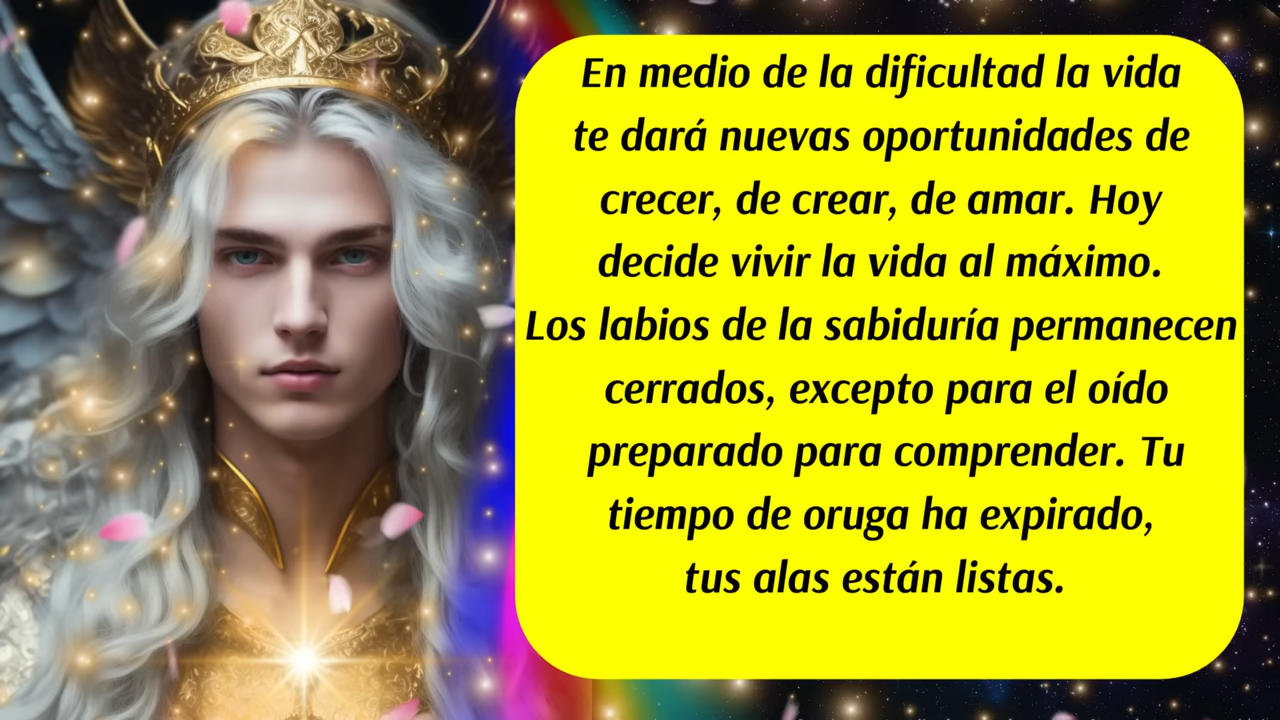 En medio de la dificultad la vida
te dará nuevas oportunidades de
crecer, de crear, de amar. Hoy
decide vivir la vida al máximo.
Los labios de la sabiduría permanecen
cerrados, excepto para el oído
preparado para comprender. Tu
tiempo de oruga ha expirado,
tus alas están listas.